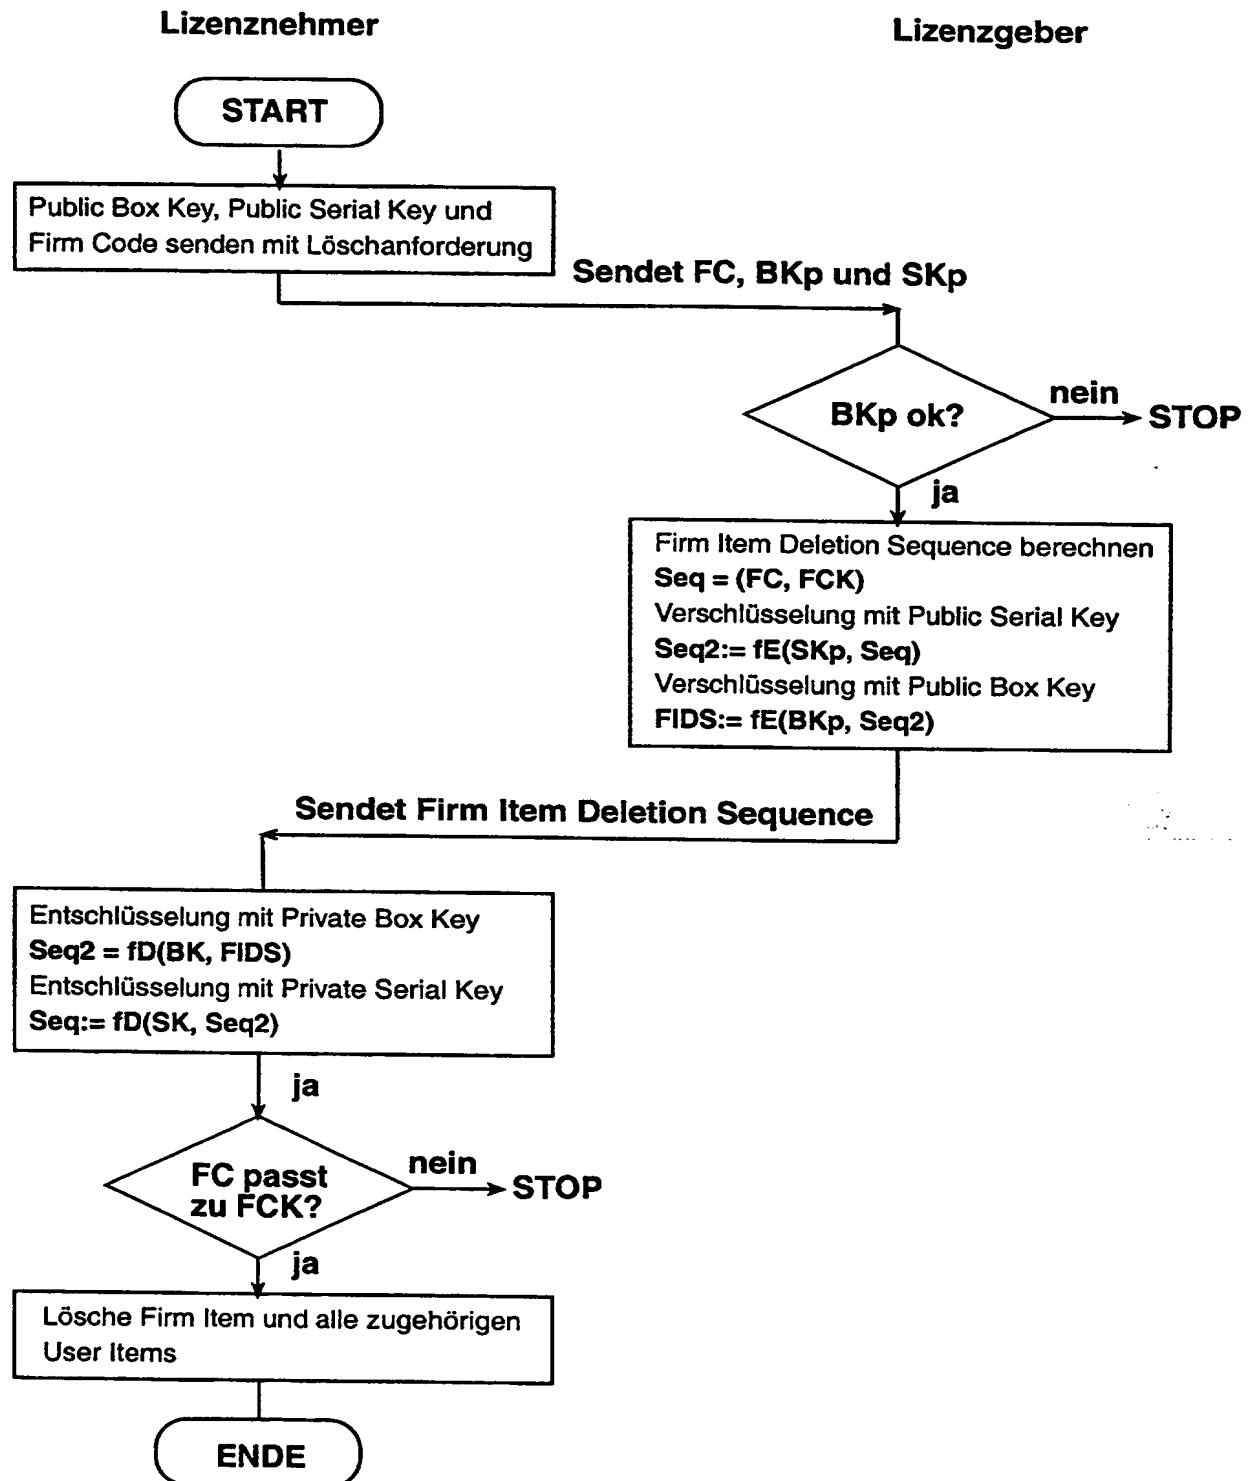 Lizenznehmer
Lizenzgeber
START
Public Box Key, Public Serial Key und
Firm Code senden mit Löschanforderung
Sendet FC, BKp und SKp
BKp ok?
nein
STOP
ja
Firm Item Deletion Sequence berechnen
Seq = (FC, FCK)
Verschlüsselung mit Public Serial Key
Seq2:= fE(SKp, Seq)
Verschlüsselung mit Public Box Key
FIDS:= fE(BKp, Seq2)
Sendet Firm Item Deletion Sequence
Entschlüsselung mit Private Box Key
Seq2 = fD(BK, FIDS)
Entschlüsselung mit Private Serial Key
Seq:= fD(SK, Seq2)
ja
FC passt
zu FCK?
nein
STOP
ja
Lösche Firm Item und alle zugehörigen
User Items
ENDE